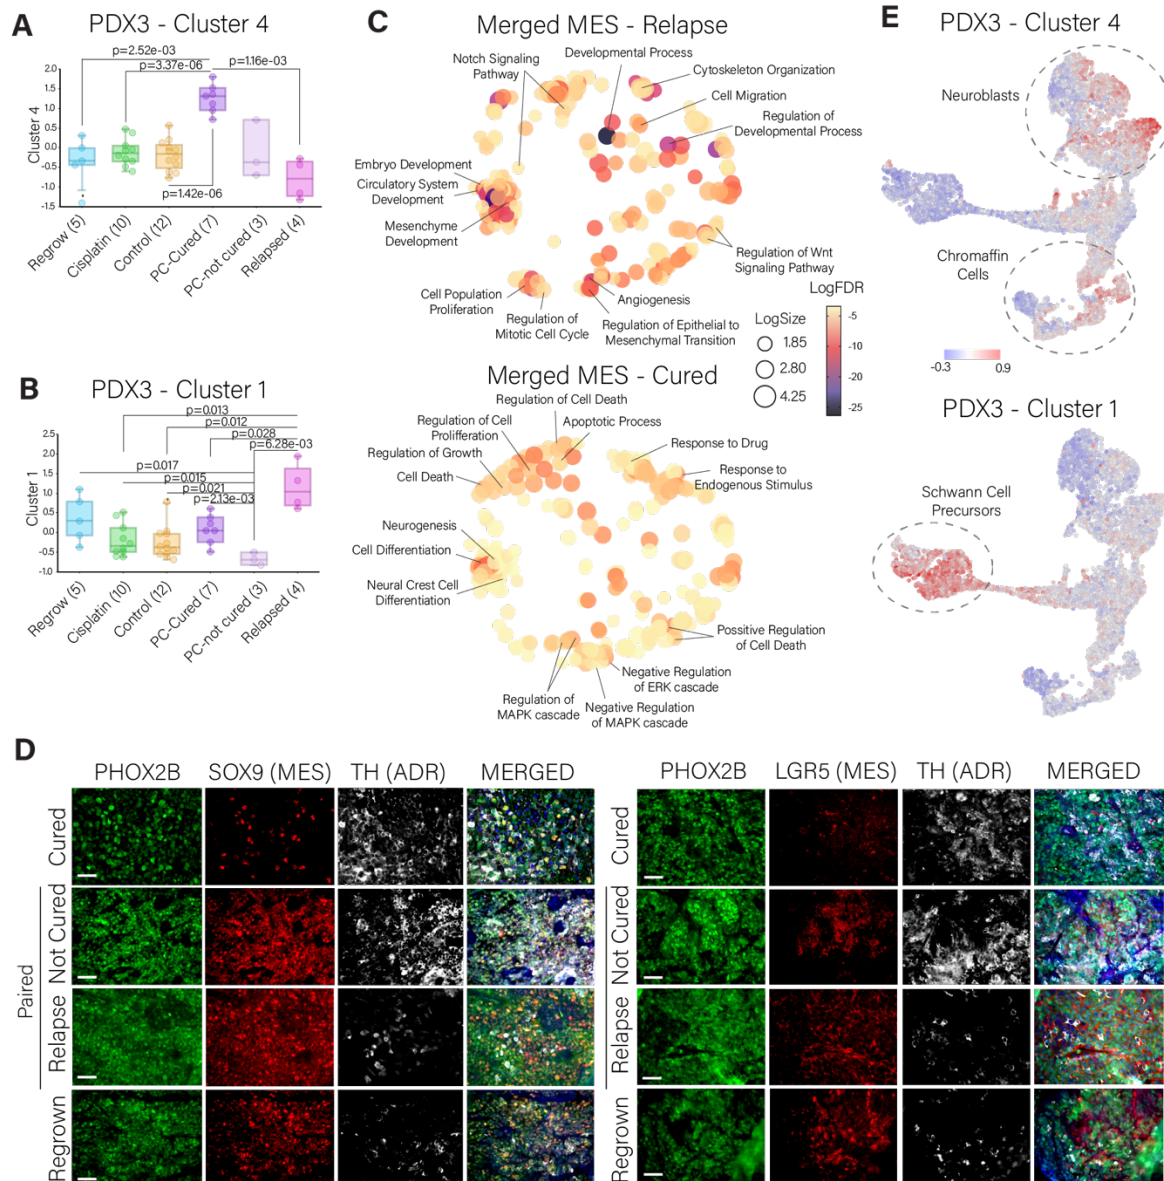 A
PDX3 - Cluster 4
p=2.52e-03
p=3.37e-06
p=1.16e-03
p=1.42e-06
Cluster 4
2.0
1.5
1.0
0.5
0.0
-0.5
-1.0
-1.5
Regrow (5)
Cisplatin (10)
Control (12)
PC-Cured (7)
PC-not cured (3)
Relapsed (4)
B
PDX3 - Cluster 1
p=0.013
p=0.012
p=0.028
p=6.28e-03
p=0.017
p=0.015
p=0.021
p=2.13e-03
Cluster 1
2.5
2.0
1.5
1.0
0.5
0.0
-0.5
-1.0
Regrow (5)
Cisplatin (10)
Control (12)
PC-Cured (7)
PC-not cured (3)
Relapsed (4)
C
Merged MES - Relapse
Developmental Process
Notch Signaling
Pathway
Cytoskeleton Organization
Cell Migration
Regulation of
Developmental Process
Embryo Development
Circulatory System
Development
Mesenchyme
Development
Regulation of Wnt
Signaling Pathway
Cell Population
Proliferation
Angiogenesis
Regulation of
Mitotic Cell Cycle
Regulation of Epithelial to
Mesenchymal Transition
LogFDR
-5
-10
-15
-20
-25
LogSize
1.85
2.80
4.25
Merged MES - Cured
Regulation of Cell Death
Regulation of Cell
Prolifferation
Apoptotic Process
Regulation of Growth
Cell Death
Response to Drug
Response to
Endogenous Stimulus
Neurogenesis
Cell Differentiation
Neural Crest Cell
Differentiation
Possitive Regulation
of Cell Death
Negative Regulation
of ERK cascade
Regulation of
MAPK cascade
Negative Regulation
of MAPK cascade
E
PDX3 - Cluster 4
Neuroblasts
Chromaffin
Cells
-0.3
0.9
PDX3 - Cluster 1
Schwann Cell
Precursors
D
PHOX2B SOX9 (MES) TH (ADR) MERGED
PHOX2B LGR5 (MES) TH (ADR) MERGED
Cured
Paired
Not Cured
Relapse
Regrown
Cured
Not Cured
Relapse
Regrown